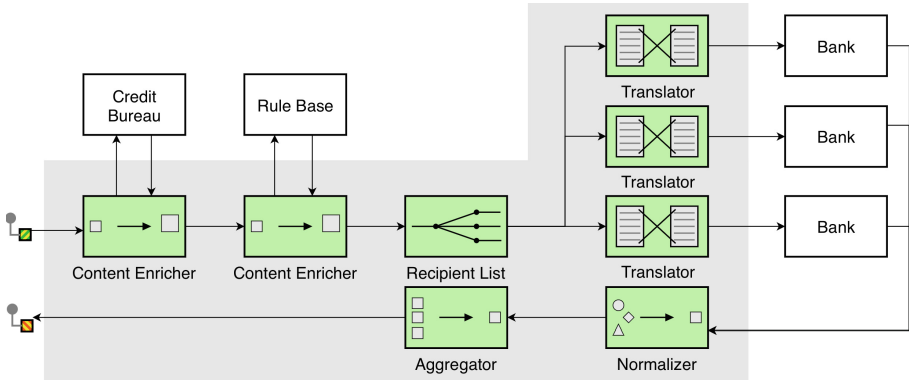 Bank
Translator
Credit
Bureau
Rule Base
Bank
Translator
Bank
Content Enricher
Content Enricher
Recipient List
Translator
Aggregator
Normalizer